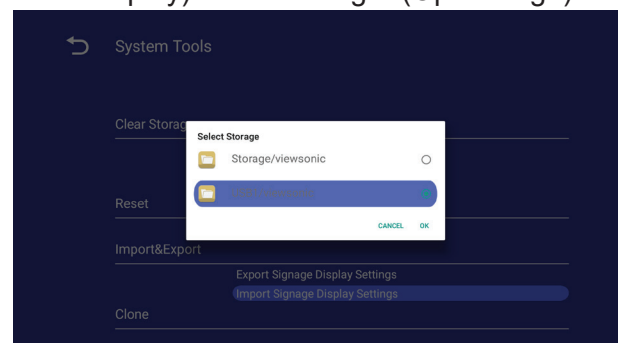 System Tools
Clear Storag
Select Storage
Storage/viewsonic
CANCEL OK
Reset
Import&Export
Export Signage Display Settings
Import Signage Display Settings
Clone